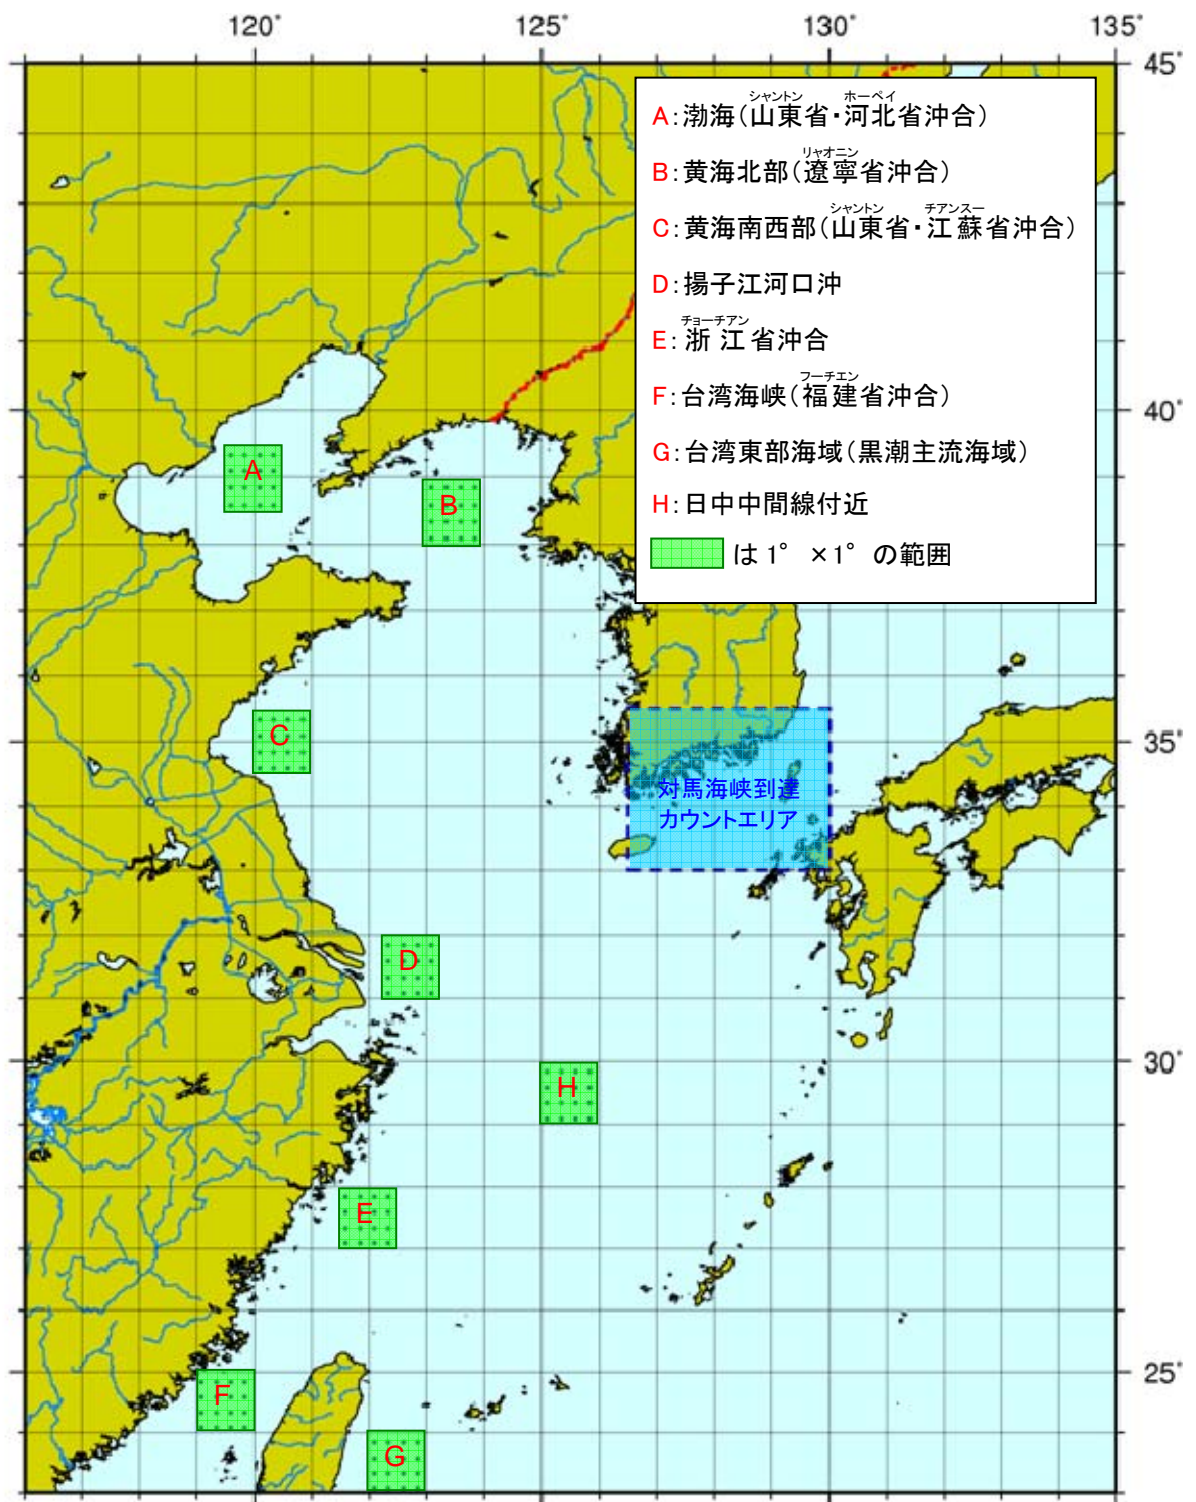 120° 125° 130° 135°
45°
シャントン ホーペイ
A:渤海(山東省・河北省沖合)
リャオニン
B:黄海北部(遼寧省沖合)
シャントン チアンスー
C:黄海南西部(山東省・江蘇省沖合)
D:揚子江河口沖
チョーチアン
E:浙江省沖合
フーチエン
F:台湾海峡(福建省沖合)
G:台湾東部海域(黒潮主流海域)
H:日中中間線付近
は1° ×1° の範囲
40°
A
B
C
35°
対馬海峡到達
カウントエリア
D
30°
H
E
25°
F
G